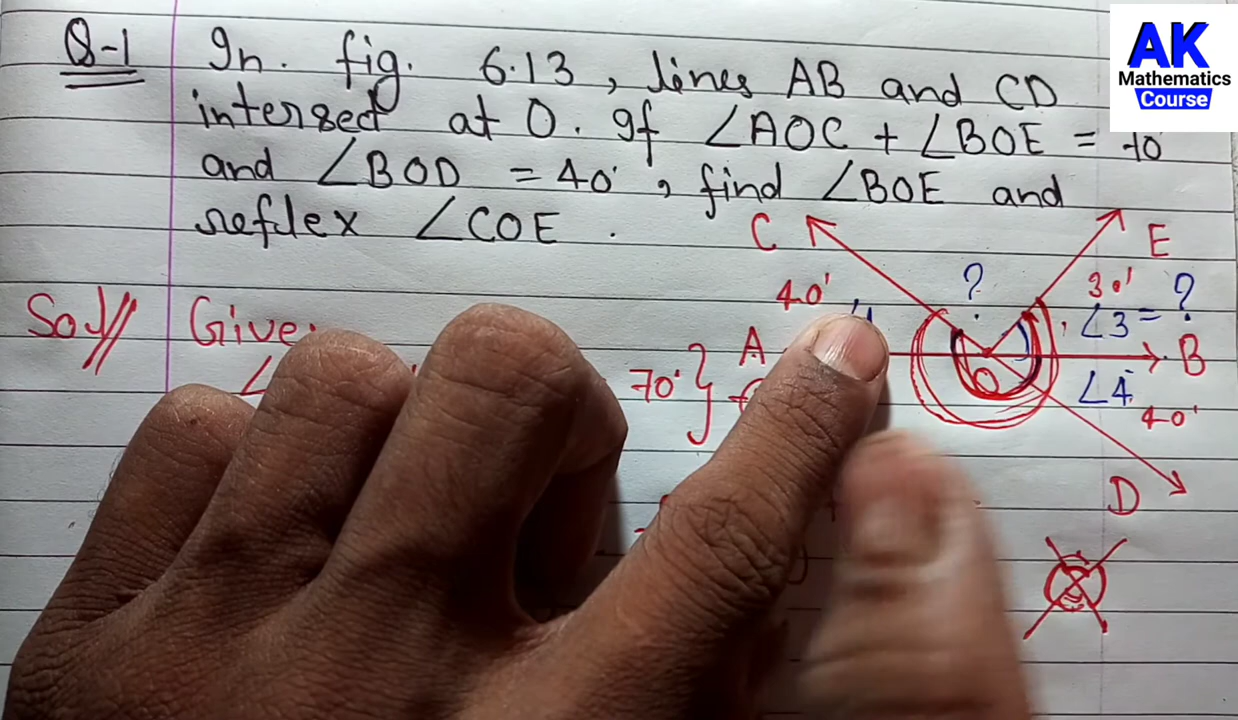 Q-1 In. fig. 6.13, lines AB and CD
intersect at O. If ∠AOC + ∠BOE = 70°
and ∠BOD = 40°, find ∠BOE and
reflex ∠COE.
AK
Mathematics
Course
C
E
40°
?
30°
?
Sol// Given
∠3 =
A
B
70° }
O
∠4
40°
D